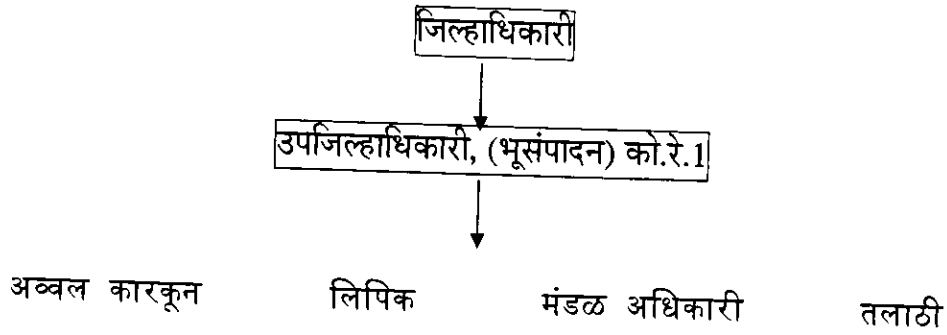 जिल्हाधिकारी
उपजिल्हाधिकारी, (भूसंपादन) को.रे.1
अव्वल कारकून लिपिक मंडळ अधिकारी तलाठी